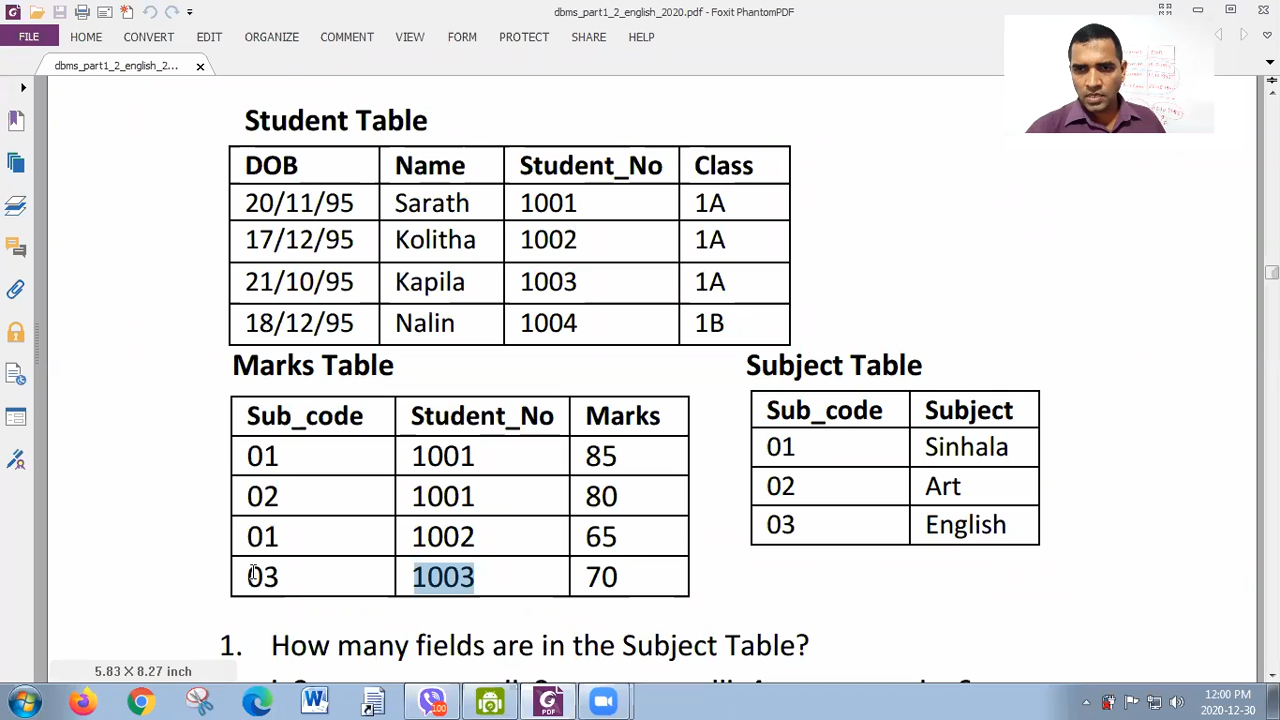 dbms_part1_2_english_2020.pdf - Foxit PhantomPDF
FILE HOME CONVERT EDIT ORGANIZE COMMENT VIEW FORM PROTECT SHARE HELP
dbms_part1_2_english_2...
Student Table
DOB Name Student_No Class
20/11/95 Sarath 1001 1A
17/12/95 Kolitha 1002 1A
21/10/95 Kapila 1003 1A
18/12/95 Nalin 1004 1B
Marks Table
Sub_code Student_No Marks
01 1001 85
02 1001 80
01 1002 65
03 1003 70
Subject Table
Sub_code Subject
01 Sinhala
02 Art
03 English
1. How many fields are in the Subject Table?
5.83 X 8.27 inch
100
PDF
12:00 PM
2020-12-30